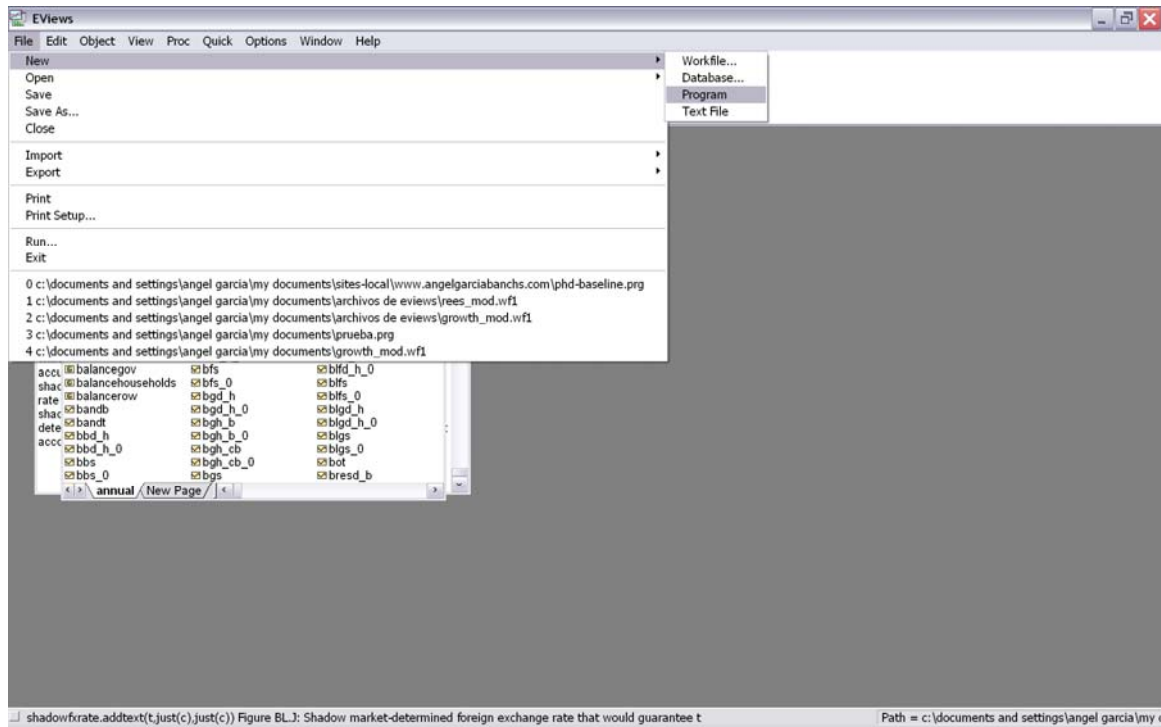 EViews
File Edit Object View Proc Quick Options Window Help
New
Open
Save
Save As...
Close
Import
Export
Print
Print Setup...
Run...
Exit
0 c:\documents and settings\angel garcia\my documents\sites-local\www.angelgarciabanchs.com\phd-baseline.prg
1 c:\documents and settings\angel garcia\my documents\archivos de eviews\rees_mod.wf1
2 c:\documents and settings\angel garcia\my documents\archivos de eviews\growth_mod.wf1
3 c:\documents and settings\angel garcia\my documents\prueba.prg
4 c:\documents and settings\angel garcia\my documents\growth_mod.wf1
Workfile...
Database...
Program
Text File
accu
shac
rate
shac
dete
acco
balancegov bfs blfd_h_0
balancehouseholds bfs_0 blfs
balancerow bgd_h blfs_0
bandb bgd_h_0 blgd_h
bandt bgh_b blgd_h_0
bbd_h bgh_b_0 blgs
bbd_h_0 bgh_cb blgs_0
bbs bgh_cb_0 bot
bbs_0 bgs bresd_b
annual New Page
shadowfxrate.addtext(t,just(c),just(c)) Figure BL.J: Shadow market-determined foreign exchange rate that would guarantee t
Path = c:\documents and settings\angel garcia\my